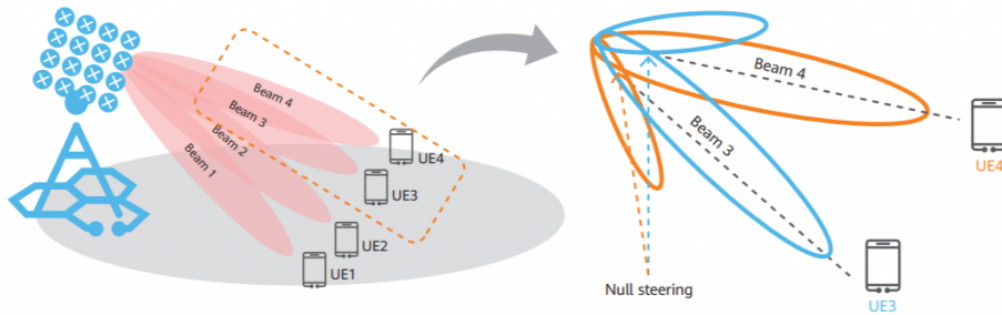 Beam 4
Beam 3
Beam 2
Beam 1
UE4
UE3
UE2
UE1
Beam 4
Beam 3
UE4
Null steering
UE3